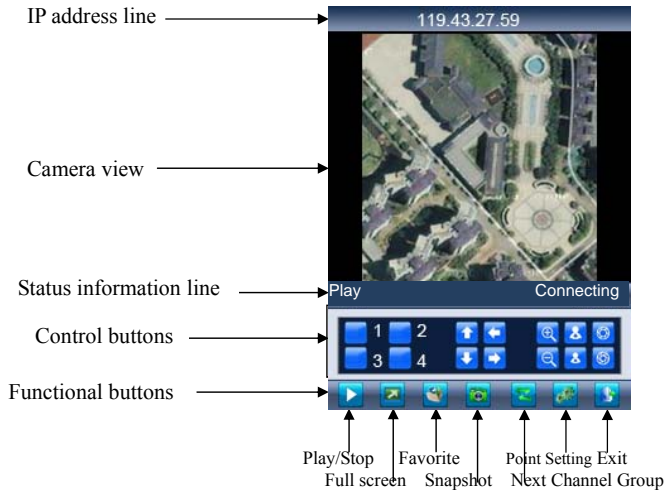 IP address line
119.43.27.59
Camera view
Status information line
Play Connecting
Control buttons
1 2
3 4
Functional buttons
Play/Stop Favorite Point Setting Exit
Full screen Snapshot Next Channel Group